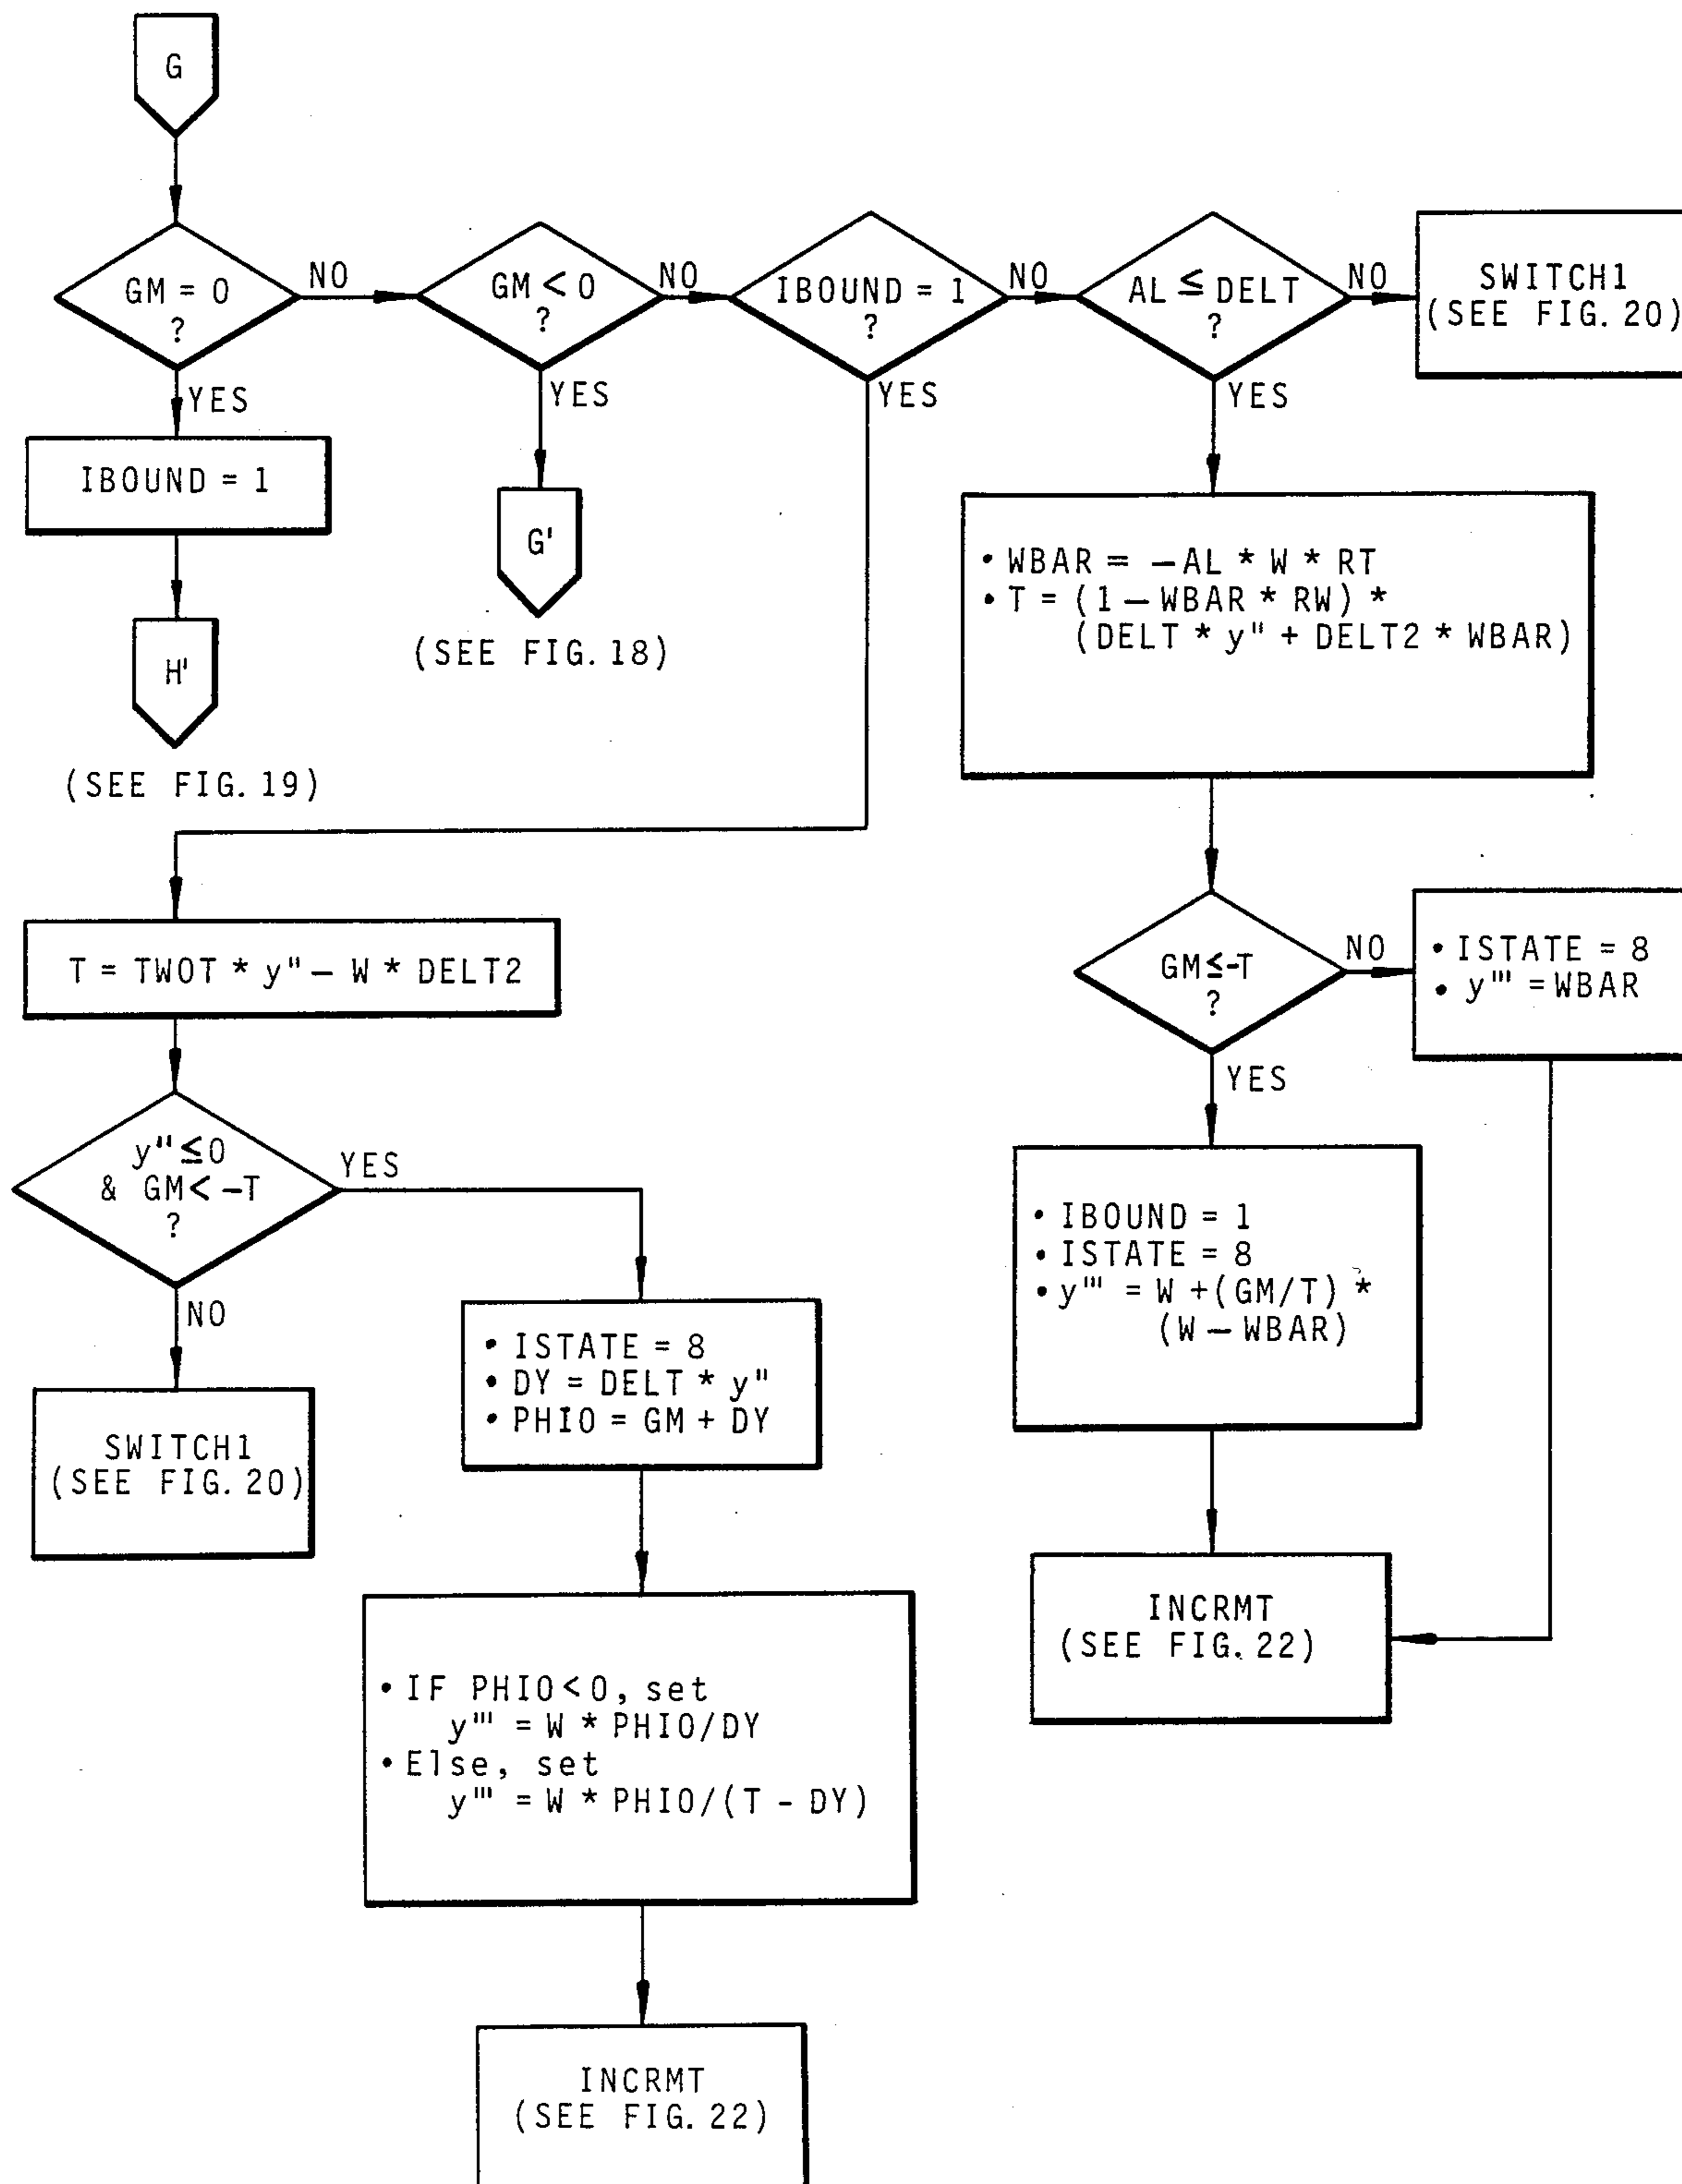 G
GM = 0
?
NO
GM < 0
?
NO
IBOUND = 1
?
NO
AL ≤ DELT
?
NO
SWITCH1
(SEE FIG. 20)
YES
YES
YES
YES
IBOUND = 1
H'
(SEE FIG. 19)
G'
(SEE FIG. 18)
• WBAR = —AL * W * RT
• T = (1 — WBAR * RW) *
(DELT * y" + DELT2 * WBAR)
T = TWOT * y" — W * DELT2
GM≤-T
?
NO
• ISTATE = 8
• y"' = WBAR
YES
y" ≤ 0
& GM < —T
?
YES
NO
• IBOUND = 1
• ISTATE = 8
• y"' = W + (GM/T) *
(W — WBAR)
• ISTATE = 8
• DY = DELT * y"
• PHIO = GM + DY
SWITCH1
(SEE FIG. 20)
INCRMT
(SEE FIG. 22)
• IF PHIO < 0, set
y"' = W * PHIO/DY
• Else, set
y"' = W * PHIO/(T - DY)
INCRMT
(SEE FIG. 22)